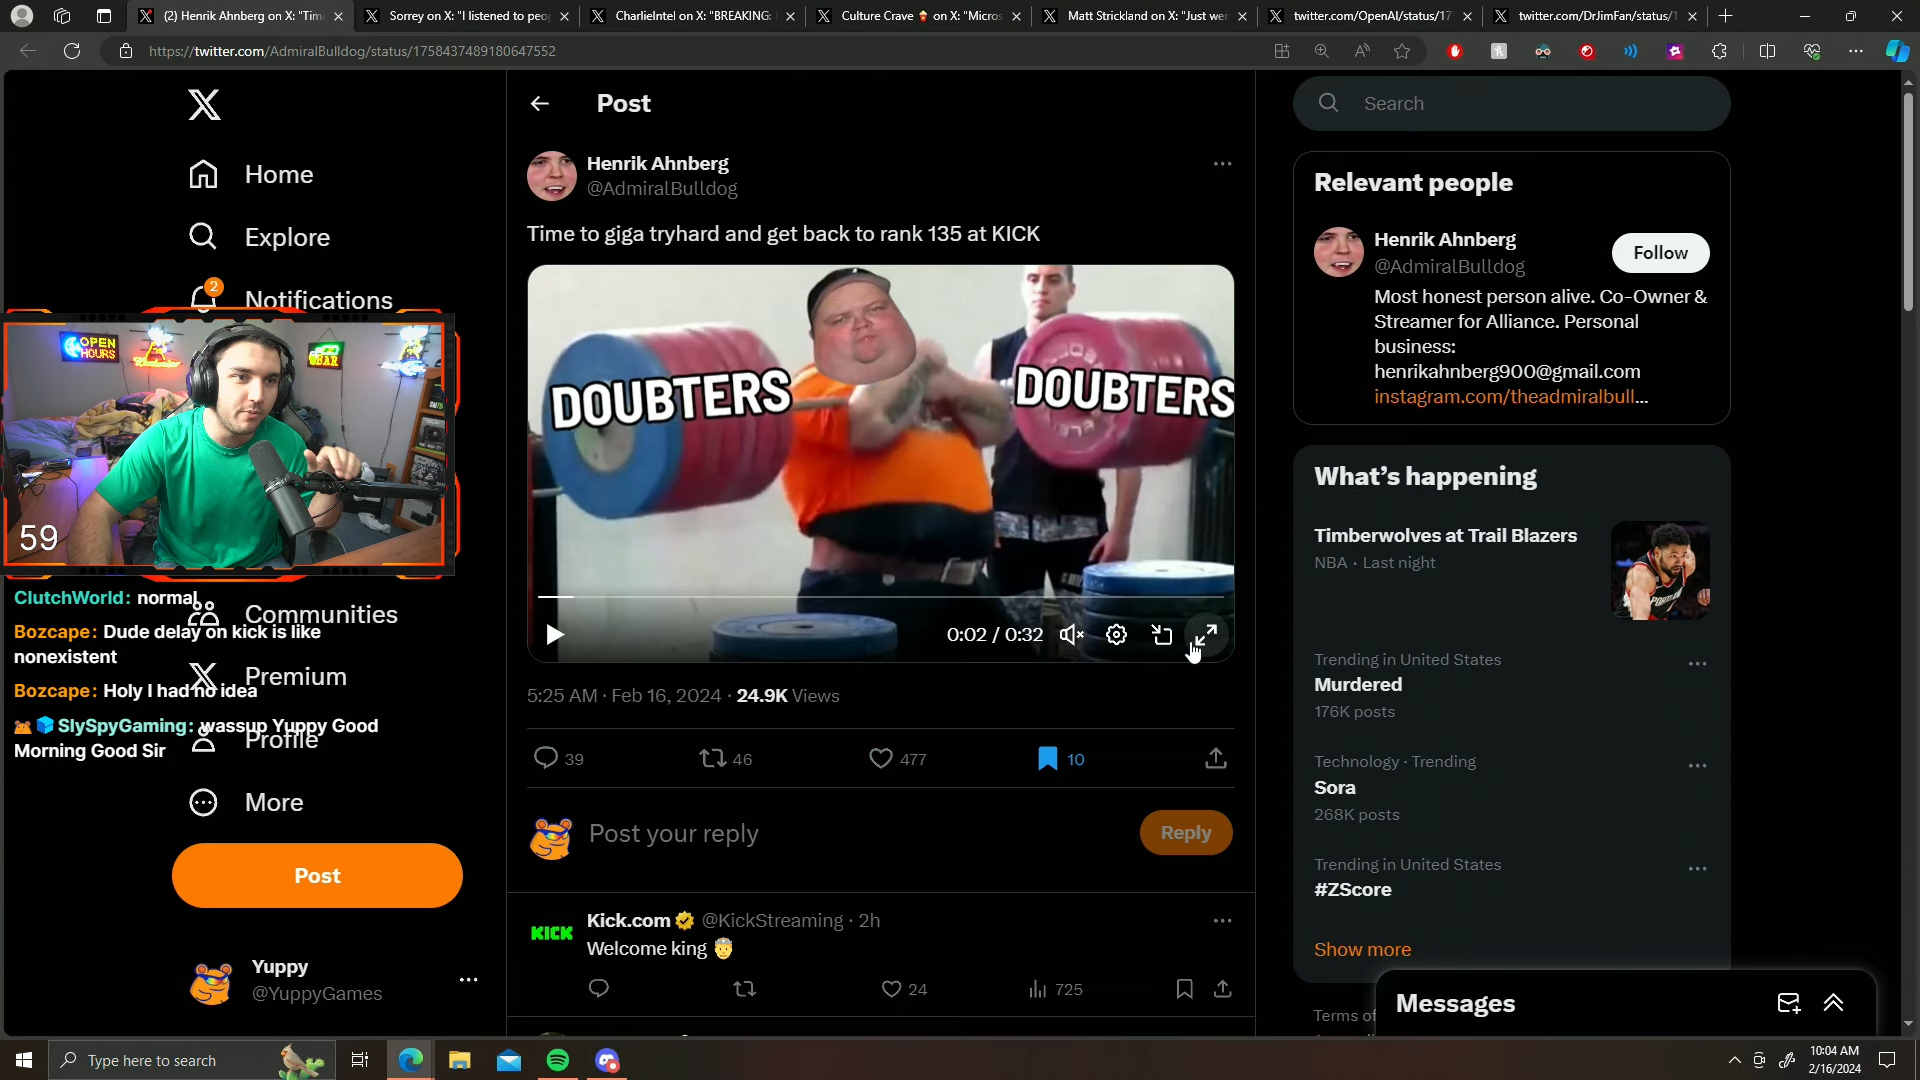 (2) Henrik Ahnberg on X: "Tim
Sorrey on X: "I listened to peo
CharlieIntel on X: "BREAKING:
Culture Crave 🍿 on X: "Micros
Matt Strickland on X: "Just wer
twitter.com/OpenAI/status/17
twitter.com/DrJimFan/status/1
https://twitter.com/AdmiralBulldog/status/1758437489180647552
Home
Explore
2
Notifications
OPEN
HOURS
BAR
59
ClutchWorld: normal
Communities
Bozcape: Dude delay on kick is like
nonexistent
Premium
Bozcape: Holy I had no idea
SlySpyGaming: wassup Yuppy Good
Morning Good Sir
Profile
More
Post
Yuppy
@YuppyGames
Post
Henrik Ahnberg
@AdmiralBulldog
Time to giga tryhard and get back to rank 135 at KICK
DOUBTERS
DOUBTERS
0:02 / 0:32
5:25 AM · Feb 16, 2024 · 24.9K Views
39
46
477
10
Post your reply
Reply
KICK
Kick.com @KickStreaming · 2h
Welcome king 🤴
24
725
Search
Relevant people
Henrik Ahnberg
@AdmiralBulldog
Follow
Most honest person alive. Co-Owner &
Streamer for Alliance. Personal
business:
henrikahnberg900@gmail.com
instagram.com/theadmiralbull...
What's happening
Timberwolves at Trail Blazers
NBA · Last night
PORTLAND
Trending in United States
Murdered
176K posts
Technology · Trending
Sora
268K posts
Trending in United States
#ZScore
Show more
Terms of
Messages
Type here to search
10:04 AM
2/16/2024